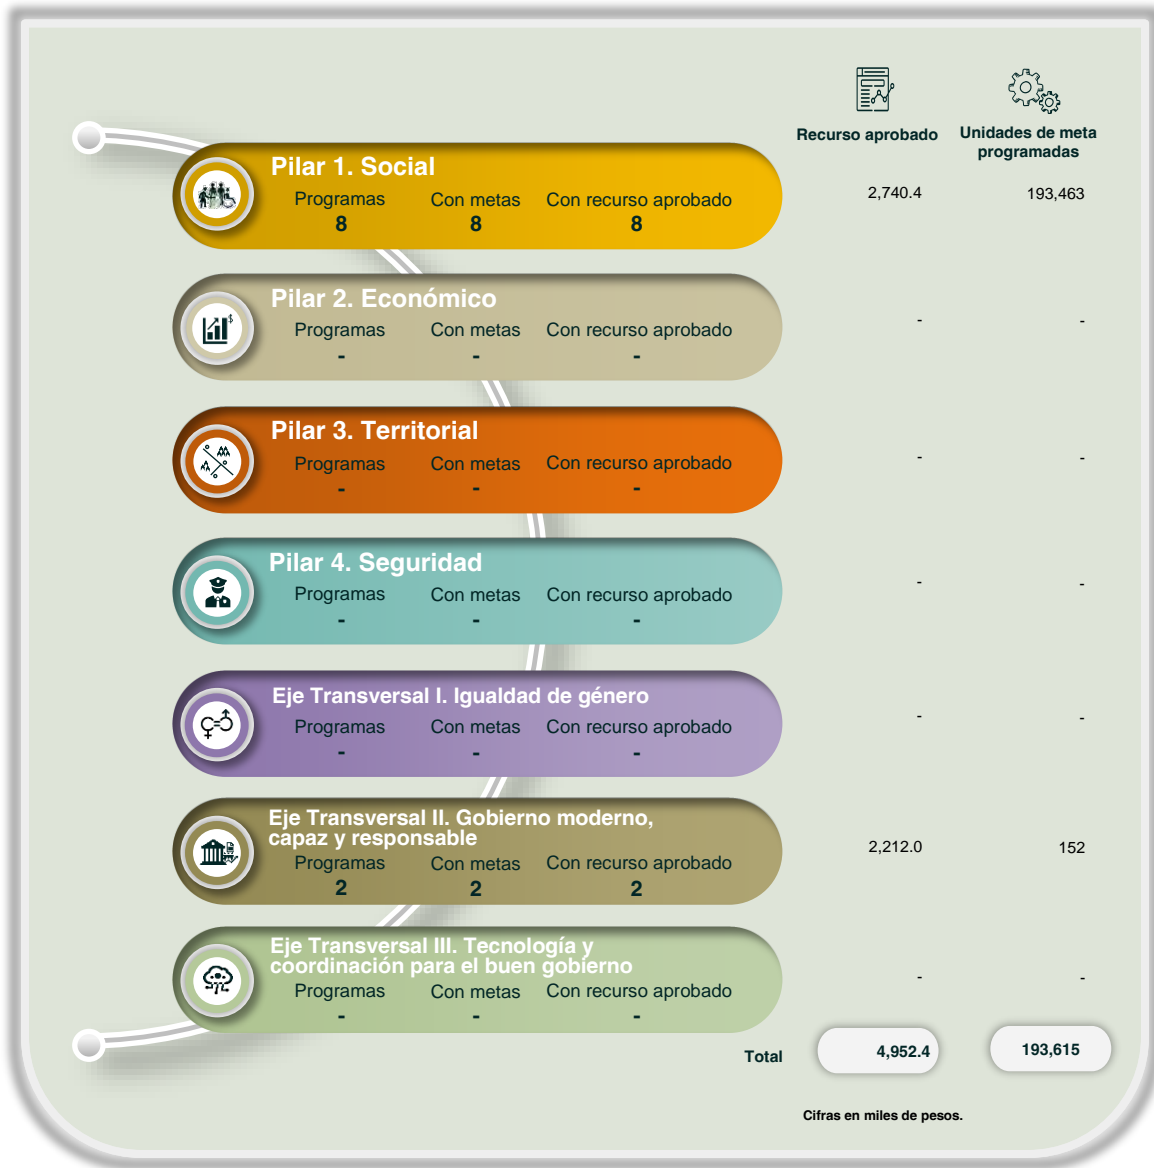 Recurso aprobado
Unidades de meta
programadas
Pilar 1. Social
Programas Con metas Con recurso aprobado
8 8 8
2,740.4 193,463
Pilar 2. Económico
Programas Con metas Con recurso aprobado
- - -
- -
Pilar 3. Territorial
Programas Con metas Con recurso aprobado
- - -
- -
Pilar 4. Seguridad
Programas Con metas Con recurso aprobado
- - -
- -
Eje Transversal I. Igualdad de género
Programas Con metas Con recurso aprobado
- - -
- -
Eje Transversal II. Gobierno moderno,
capaz y responsable
Programas Con metas Con recurso aprobado
2 2 2
2,212.0 152
Eje Transversal III. Tecnología y
coordinación para el buen gobierno
Programas Con metas Con recurso aprobado
- - -
- -
Total 4,952.4 193,615
Cifras en miles de pesos.